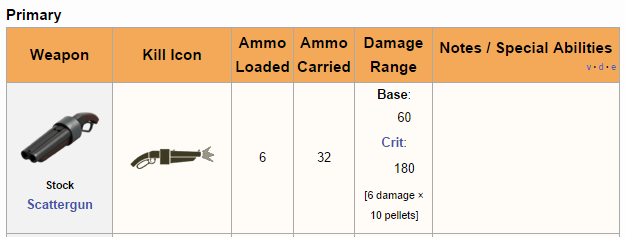 Primary
Weapon
Kill Icon
Ammo Loaded
Ammo Carried
Damage Range
Notes / Special Abilities
v · d · e
Stock
Scattergun
6
32
Base:
60
Crit:
180
[6 damage ×
10 pellets]